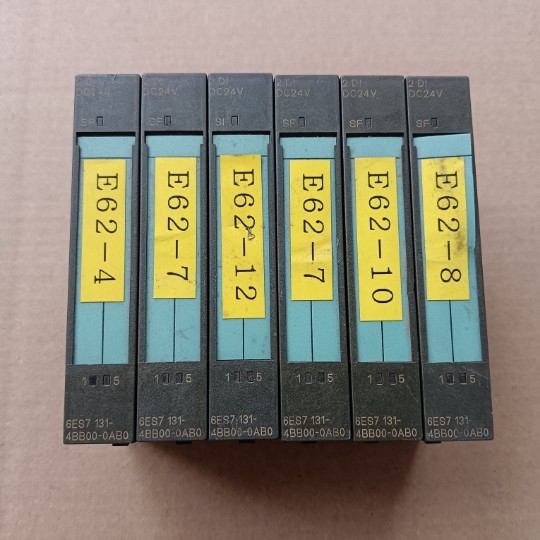 DC24V
SF
E62-4
1 5
6ES7 131-
4BB00-0AB0
DC24V
SF
E62-7
1 5
6ES7 131-
4BB00-0AB0
DC24V
SF
E62-12
1 5
6ES7 131-
4BB00-0AB0
2 DI
DC24V
SF
E62-7
1 5
6ES7 131-
4BB00-0AB0
2 DI
DC24V
SF
E62-10
1 5
6ES7 131-
4BB00-0AB0
2 DI
DC24V
SF
E62-8
1 5
6ES7 131-
4BB00-0AB0